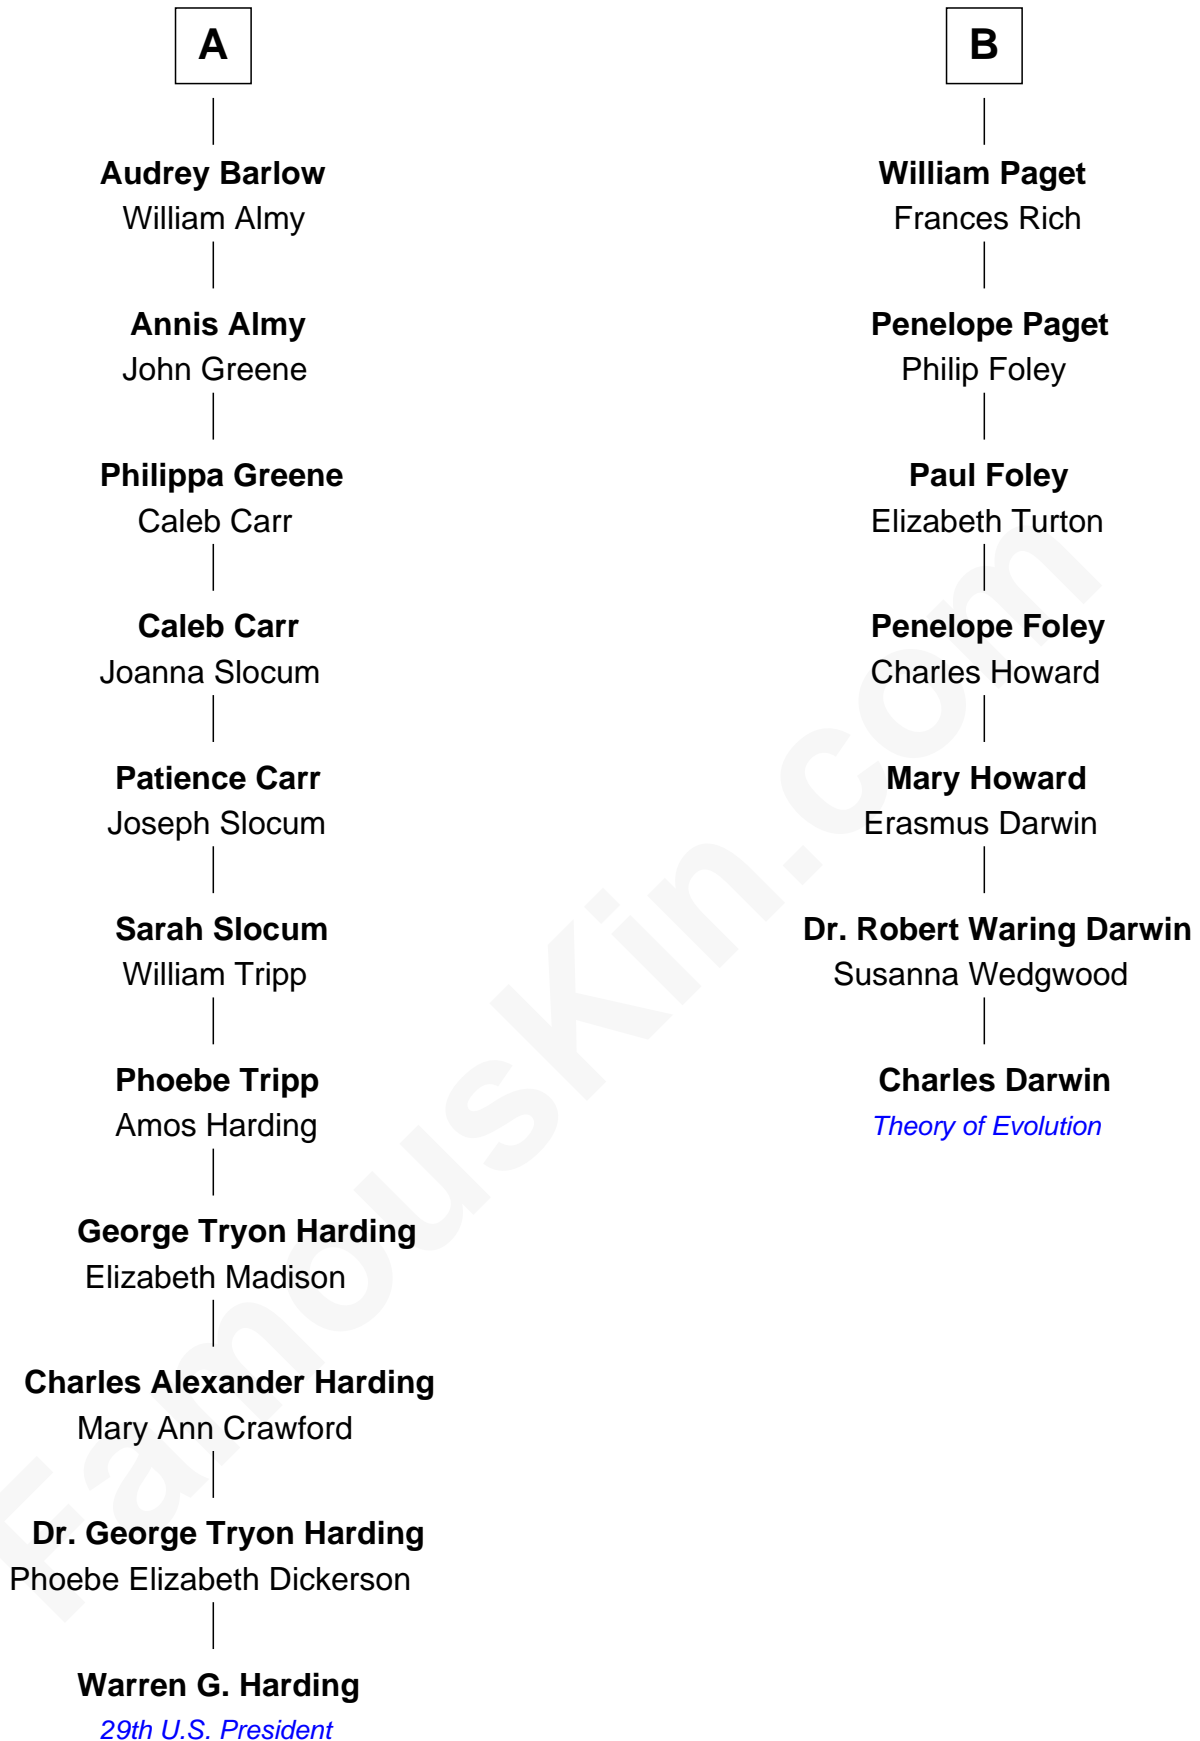 A
Audrey Barlow
William Almy
Annis Almy
John Greene
Philippa Greene
Caleb Carr
Caleb Carr
Joanna Slocum
Patience Carr
Joseph Slocum
Sarah Slocum
William Tripp
Phoebe Tripp
Amos Harding
George Tryon Harding
Elizabeth Madison
Charles Alexander Harding
Mary Ann Crawford
Dr. George Tryon Harding
Phoebe Elizabeth Dickerson
Warren G. Harding
29th U.S. President
B
William Paget
Frances Rich
Penelope Paget
Philip Foley
Paul Foley
Elizabeth Turton
Penelope Foley
Charles Howard
Mary Howard
Erasmus Darwin
Dr. Robert Waring Darwin
Susanna Wedgwood
Charles Darwin
Theory of Evolution
FamousKin.com